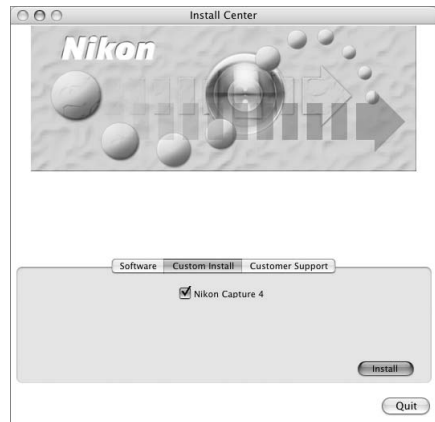 Install Center
Nikon
Software Custom Install Customer Support
Nikon Capture 4
Install
Quit